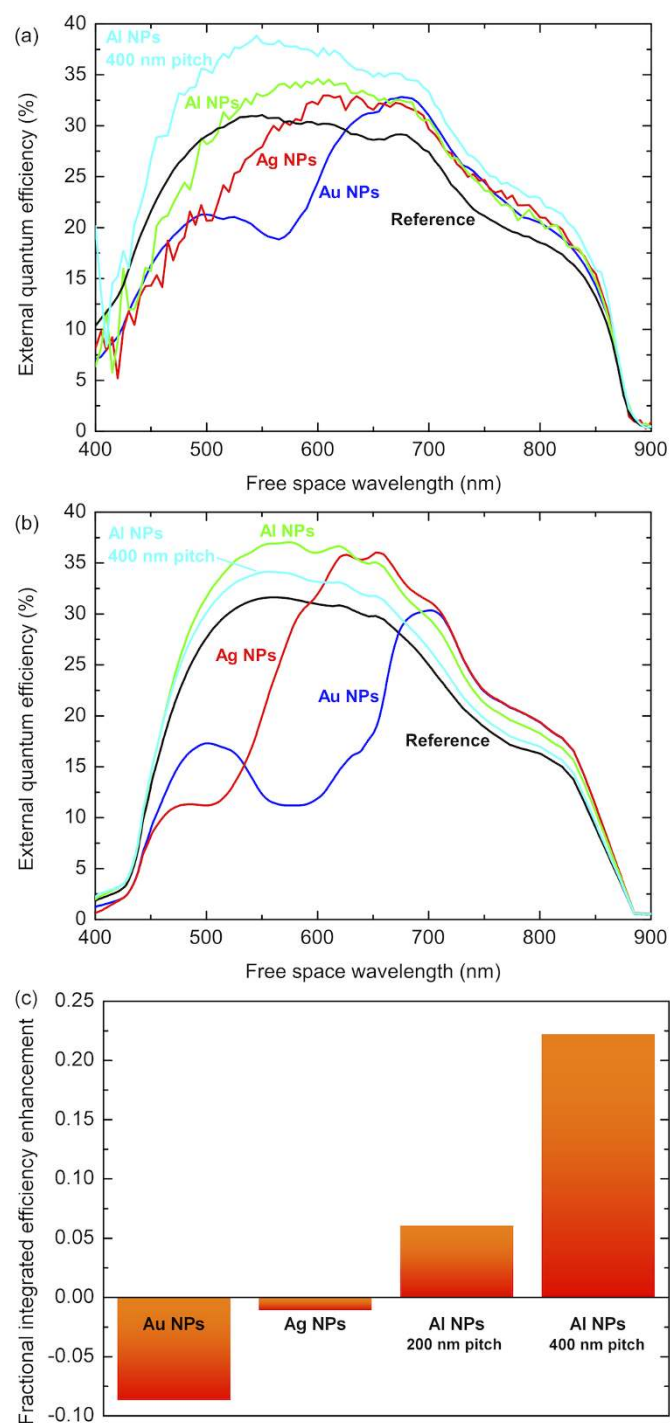 (a)
External quantum efficiency (%)
40
35
30
25
20
15
10
5
0
Al NPs
400 nm pitch
Al NPs
Ag NPs
Au NPs
Reference
400 500 600 700 800 900
Free space wavelength (nm)
(b)
External quantum efficiency (%)
40
35
30
25
20
15
10
5
0
Al NPs
Al NPs
400 nm pitch
Ag NPs
Au NPs
Reference
400 500 600 700 800 900
Free space wavelength (nm)
(c)
Fractional integrated efficiency enhancement
0.25
0.20
0.15
0.10
0.05
0.00
-0.05
-0.10
Au NPs
Ag NPs
Al NPs
200 nm pitch
Al NPs
400 nm pitch